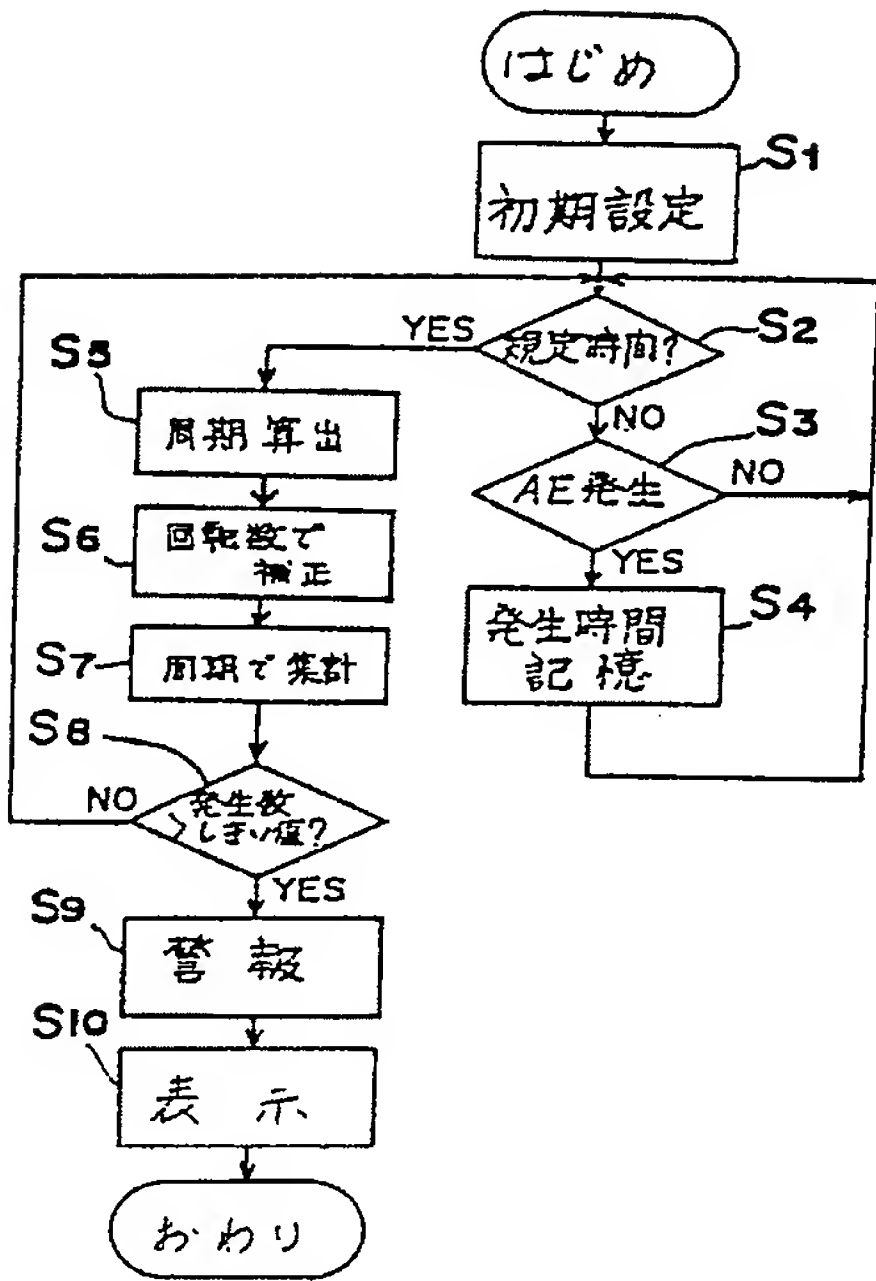 はじめ
S1
初期設定
S2
規定時間?
YES
NO
S3
AE発生
NO
YES
S4
発生時間
記憶
S5
周期算出
S6
回転数で
補正
S7
周期で集計
S8
発生数
>しきい値?
NO
YES
S9
警報
S10
表示
おわり